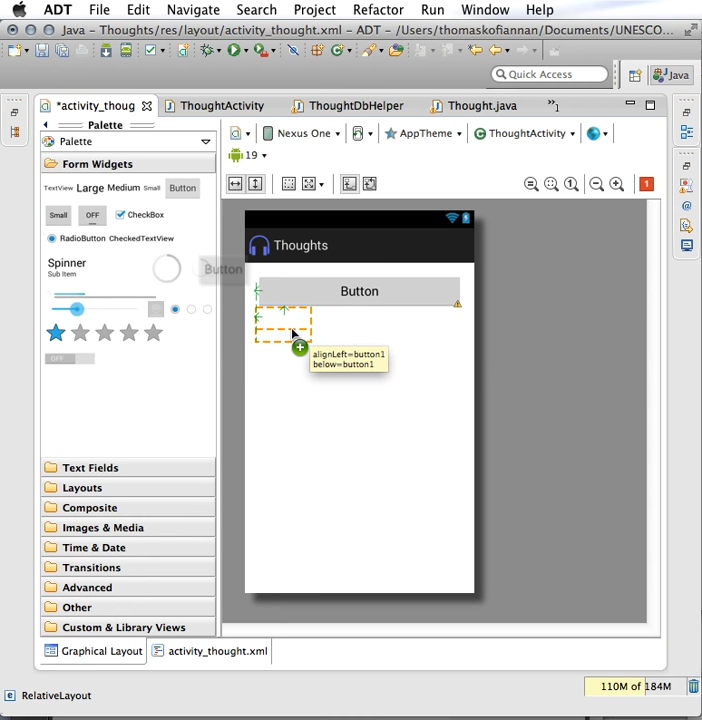 ADT File Edit Navigate Search Project Refactor Run Window Help
Java – Thoughts/res/layout/activity_thought.xml – ADT – /Users/thomaskofiannan/Documents/UNESCO...
Quick Access
Java
*activity_thoug
ThoughtActivity
ThoughtDbHelper
Thought.java
»1
Palette
Palette
Nexus One
AppTheme
ThoughtActivity
19
Form Widgets
TextView Large Medium Small Button
1
Small OFF CheckBox
RadioButton CheckedTextView
Spinner
Sub Item
Button
OFF
Thoughts
Button
alignLeft=button1
below=button1
Text Fields
Layouts
Composite
Images & Media
Time & Date
Transitions
Advanced
Other
Custom & Library Views
Graphical Layout
activity_thought.xml
110M of 184M
RelativeLayout